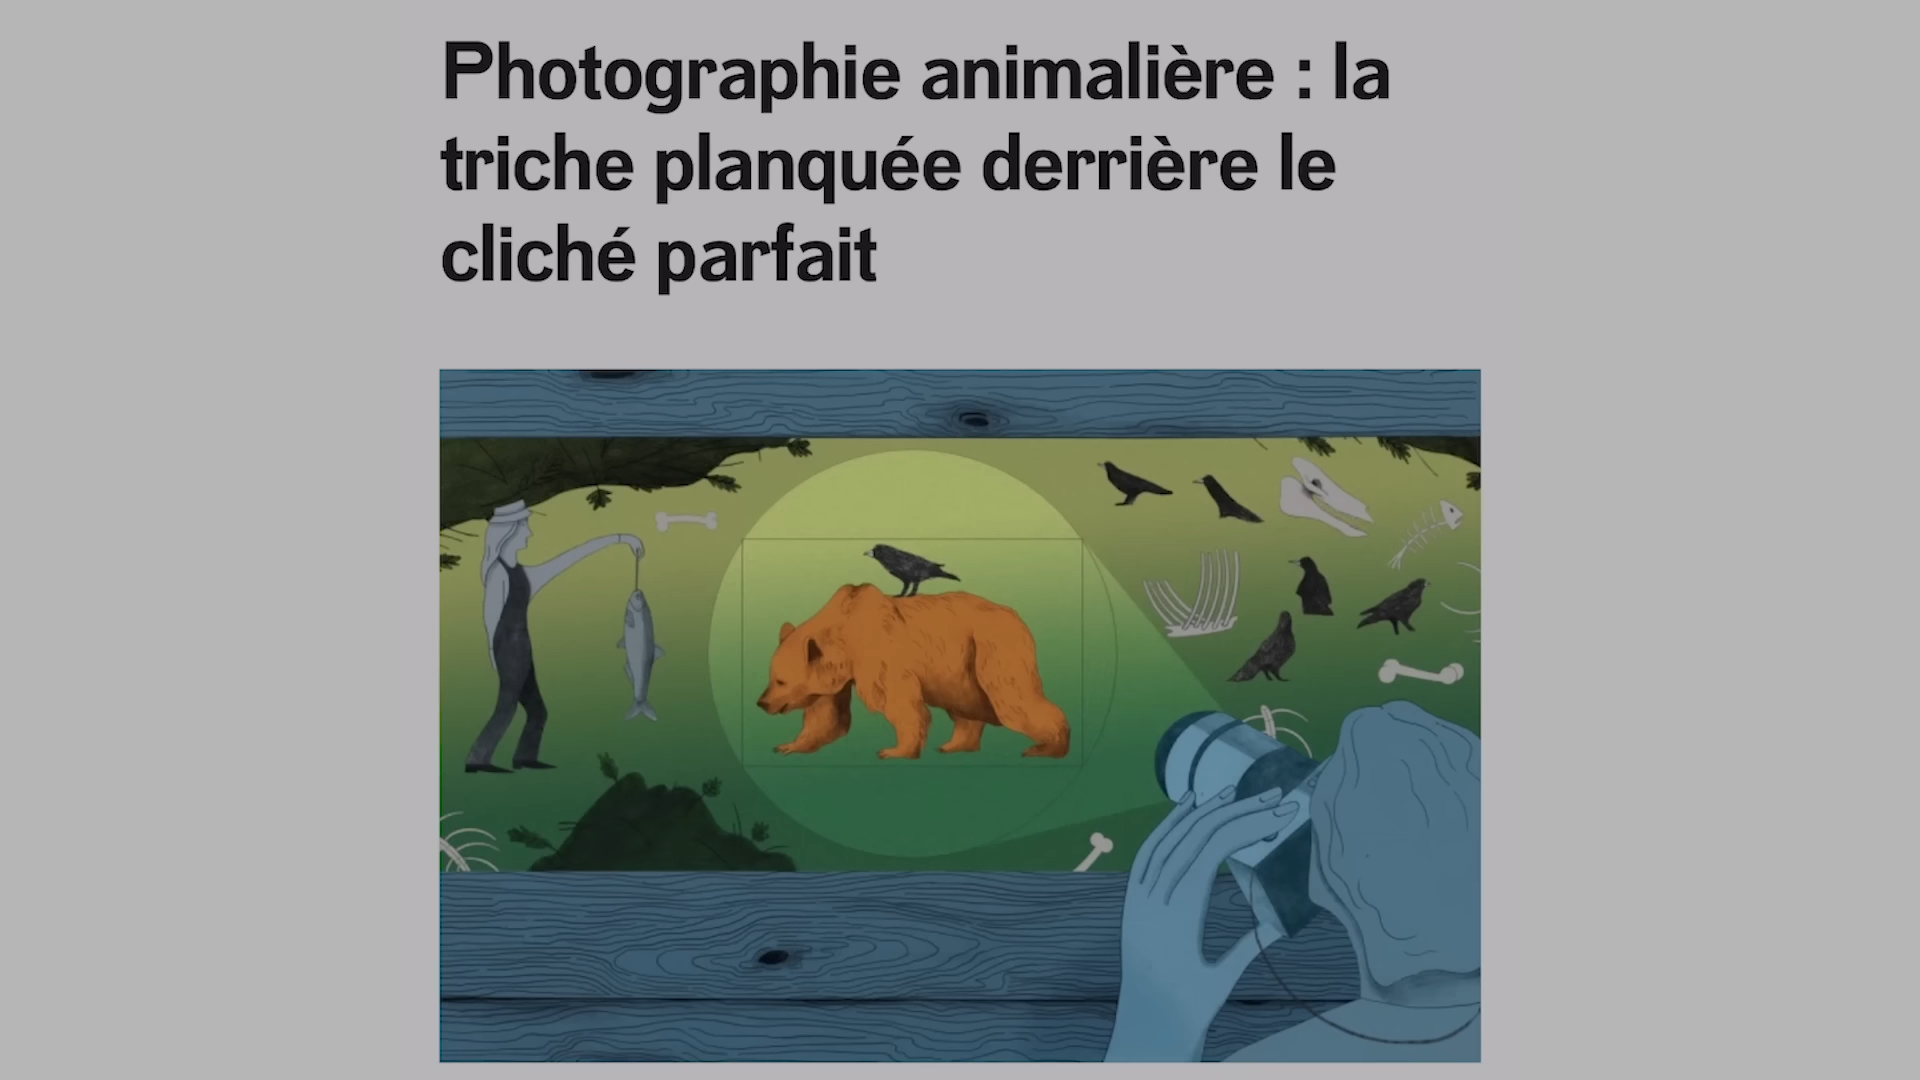 Photographie animalière : la
triche planquée derrière le
cliché parfait